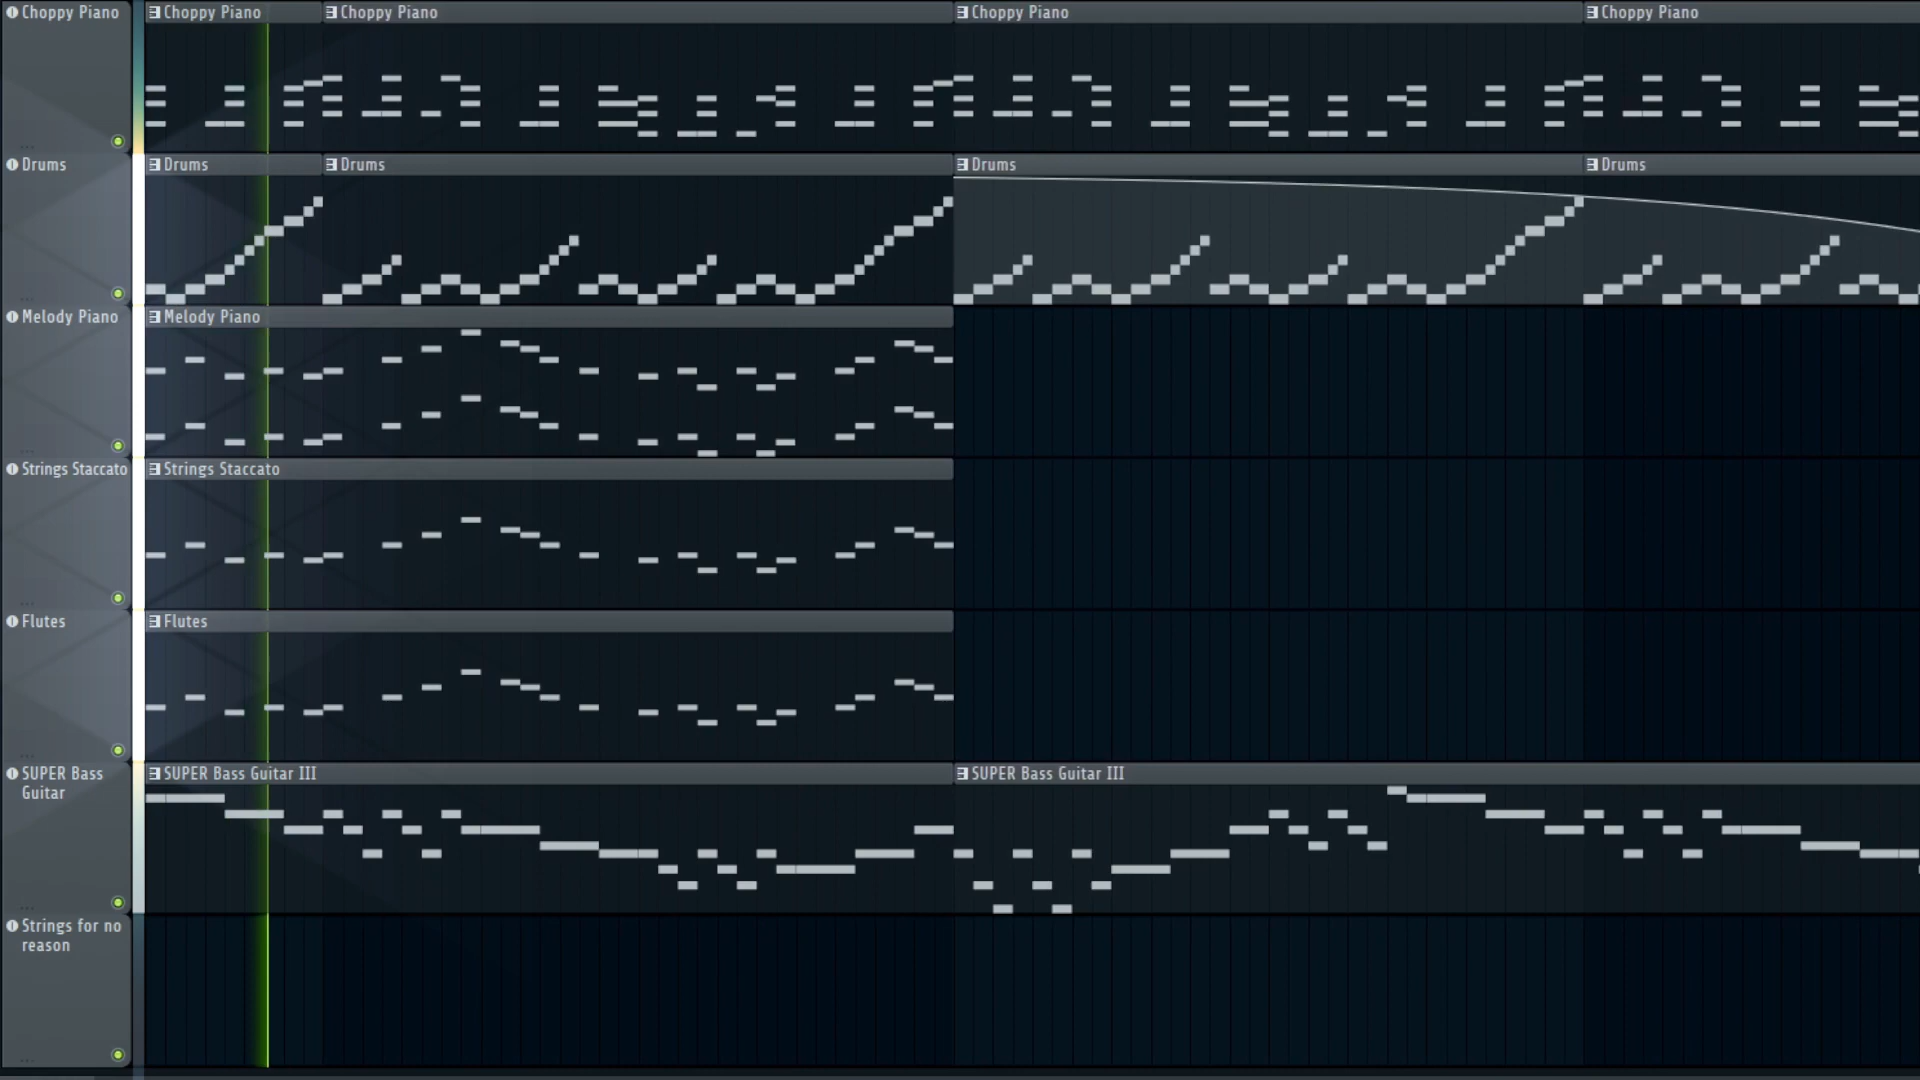 Choppy Piano
Choppy Piano
Choppy Piano
Choppy Piano
Choppy Piano
Drums
Drums
Drums
Drums
Drums
Melody Piano
Melody Piano
Strings Staccato
Strings Staccato
Flutes
Flutes
SUPER Bass
Guitar
SUPER Bass Guitar III
SUPER Bass Guitar III
Strings for no
reason